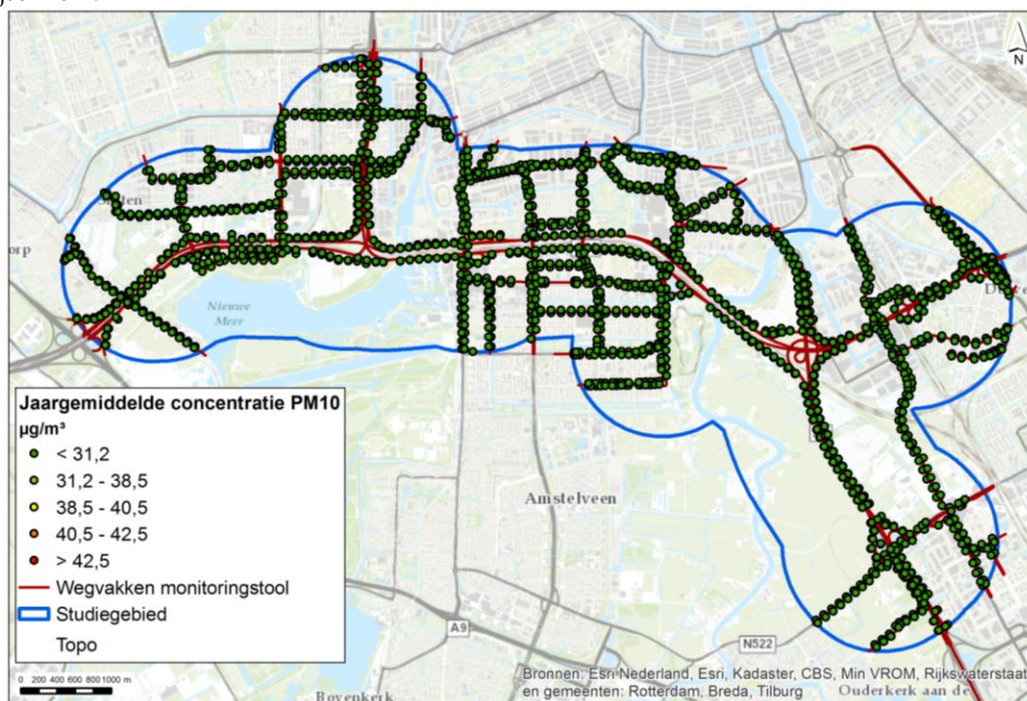 N
Sloten
Nieuwe
Meer
Jaargemiddelde concentratie PM10
µg/m³
< 31,2
31,2 - 38,5
38,5 - 40,5
40,5 - 42,5
> 42,5
Wegvakken monitoringstool
Studiegebied
Topo
0 200 400 600 800 1000 m
Amstelveen
A9
N522
Bronnen: Esri Nederland, Esri, Kadaster, CBS, Min VROM, Rijkswaterstaat
en gemeenten: Rotterdam, Breda, Tilburg
Bovenkerk
Ouderkerk aan de